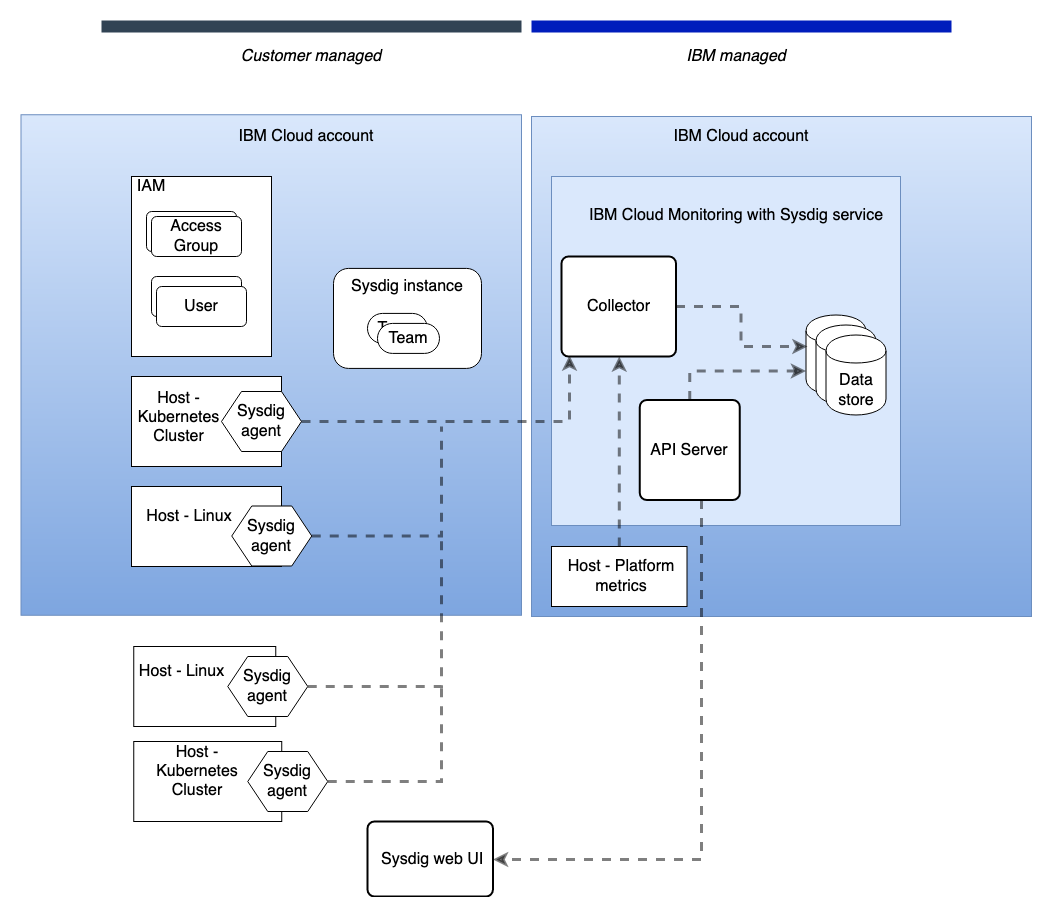 Customer managed
IBM managed
IBM Cloud account
IBM Cloud account
IAM
Access
Group
User
Sysdig instance
Team
IBM Cloud Monitoring with Sysdig service
Collector
Data
store
API Server
Host - Platform
metrics
Host -
Kubernetes
Cluster
Sysdig
agent
Host - Linux
Sysdig
agent
Host - Linux
Sysdig
agent
Host -
Kubernetes
Cluster
Sysdig
agent
Sysdig web UI